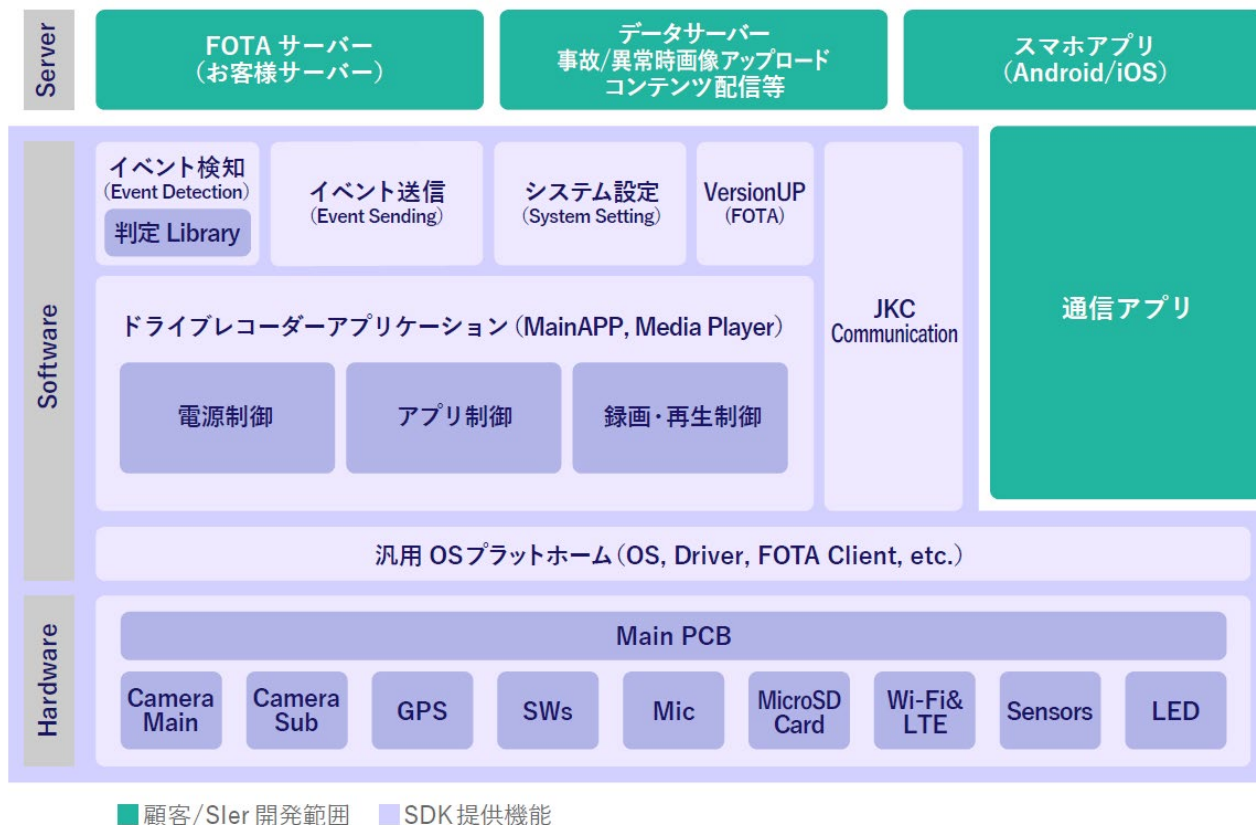 Server
FOTA サーバー
（お客様サーバー）
データサーバー
事故/異常時画像アップロード
コンテンツ配信等
スマホアプリ
（Android/iOS）
Software
イベント検知
（Event Detection）
判定 Library
イベント送信
（Event Sending）
システム設定
（System Setting）
VersionUP
（FOTA）
JKC
Communication
通信アプリ
ドライブレコーダーアプリケーション（MainAPP, Media Player）
電源制御
アプリ制御
録画・再生制御
汎用 OSプラットホーム（OS, Driver, FOTA Client, etc.）
Hardware
Main PCB
Camera
Main
Camera
Sub
GPS
SWs
Mic
MicroSD
Card
Wi-Fi&
LTE
Sensors
LED
顧客/SIer 開発範囲
SDK 提供機能